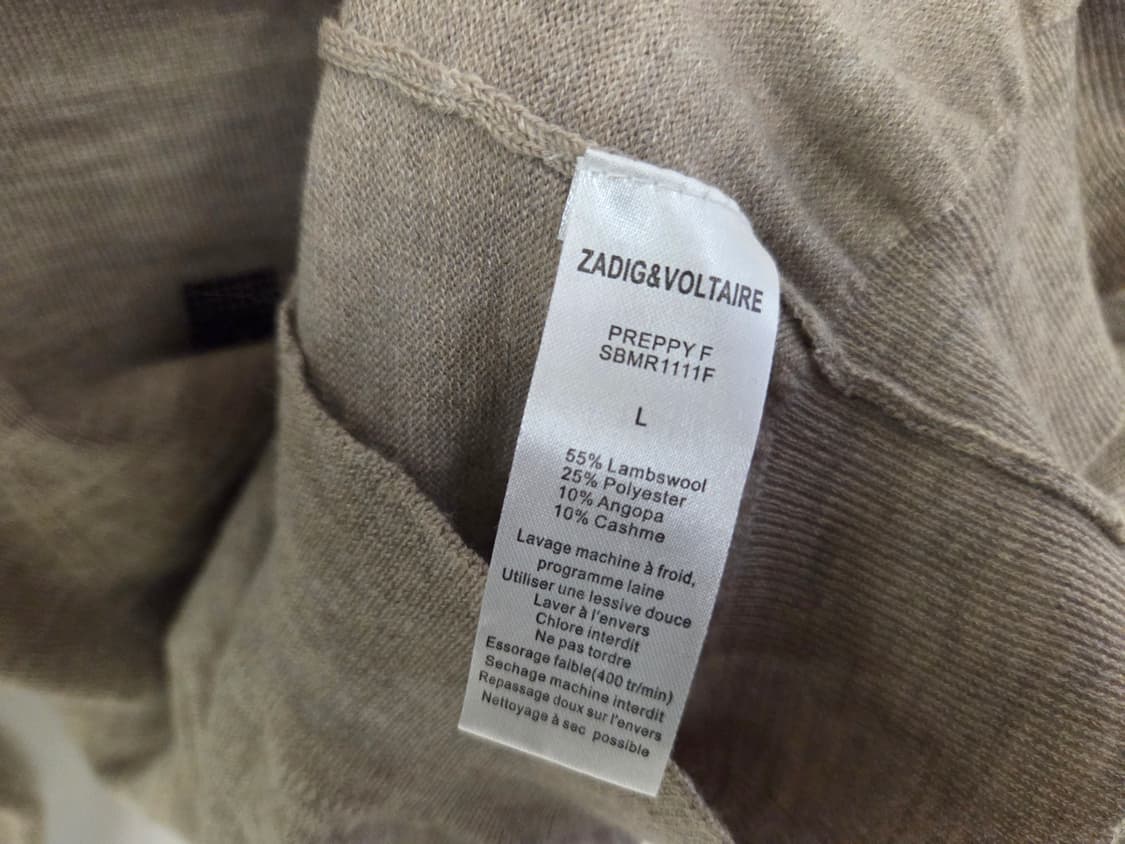 ZADIG&VOLTAIRE
PREPPY F
SBMR1111F
L
55% Lambswool
25% Polyester
10% Angopa
10% Cashme
Lavage machine à froid,
programme laine
Utiliser une lessive douce
Laver à l'envers
Chlore interdit
Ne pas tordre
Essorage faible(400 tr/min)
Sechage machine interdit
Repassage doux sur l'envers
Nettoyage à sec possible